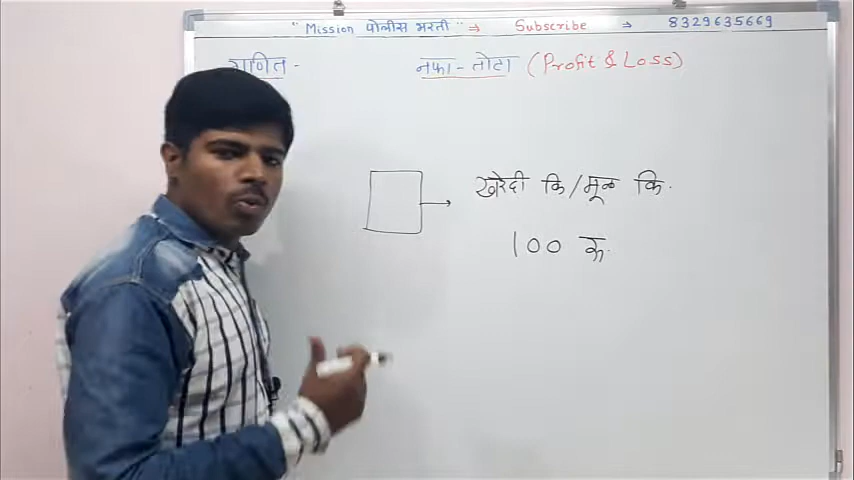 " Mission पोलीस भरती " → Subscribe → 8329635669
गणित - नफा - तोटा (Profit & Loss)
खरेदी कि/मूळ कि.
100 रू.